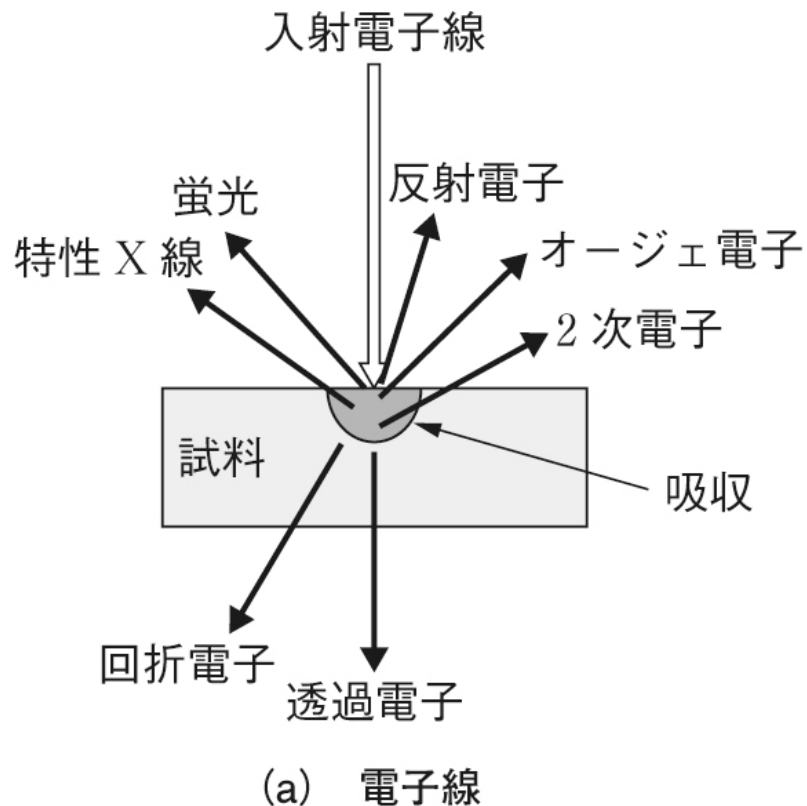 入射電子線
反射電子
蛍光
オージェ電子
特性 X 線
2 次電子
試料
吸収
回折電子
透過電子
(a) 電子線